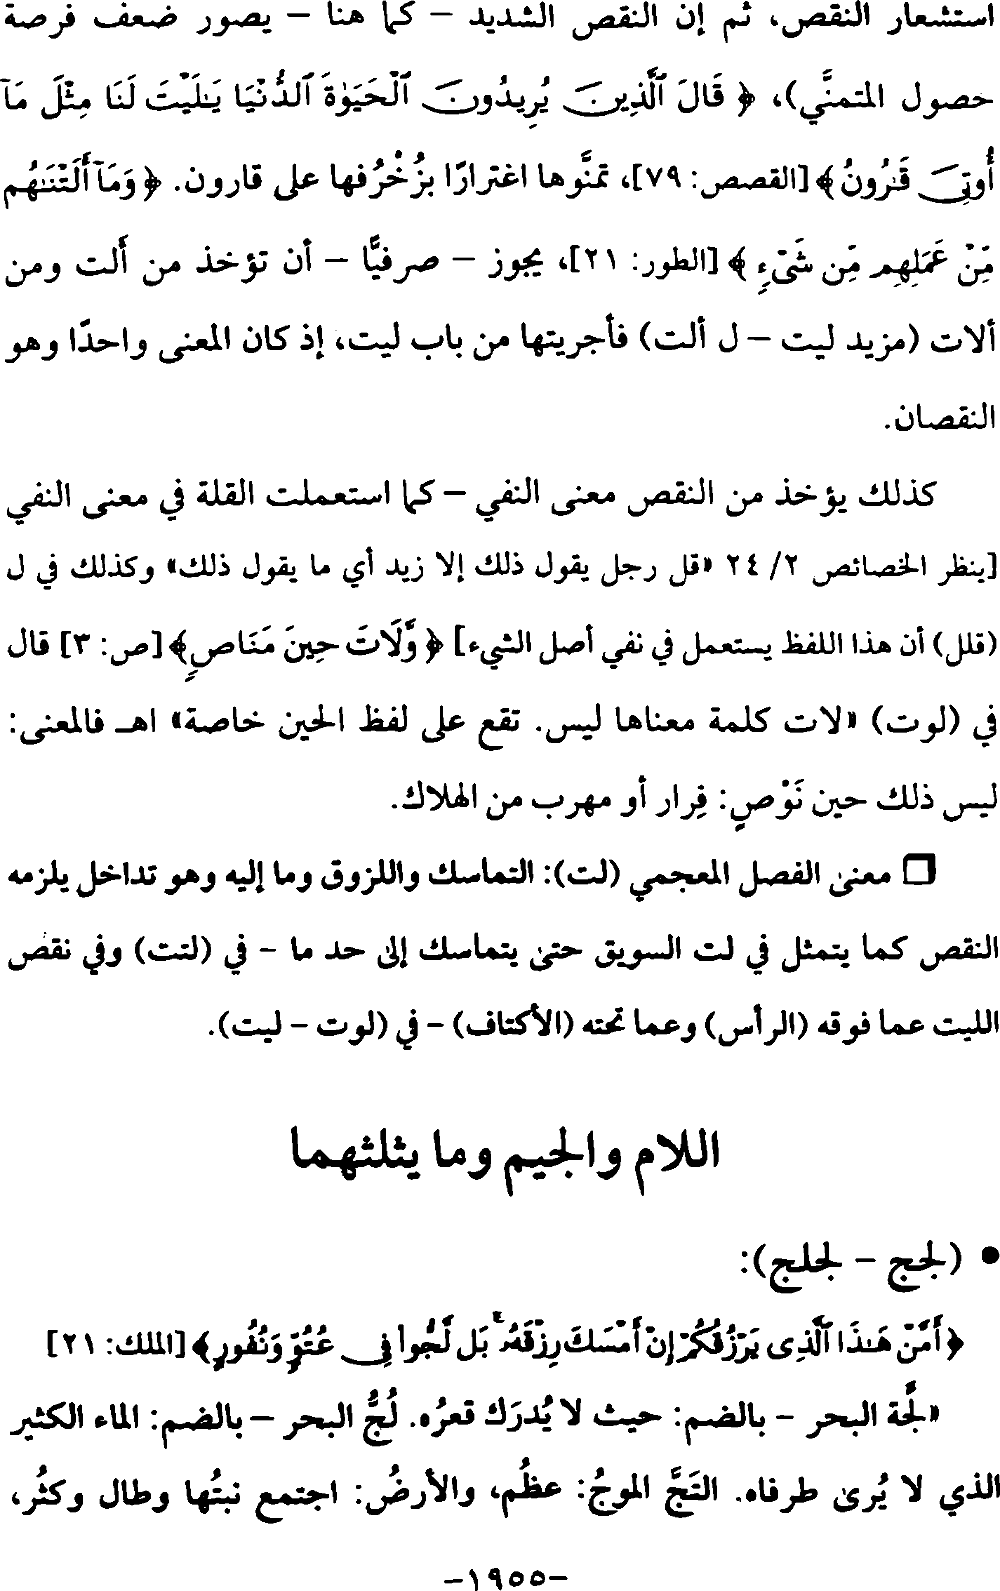 استشعار النقص، ثم إن النقص الشديد – كما هنا – يصور ضعف فرصة
حصول المتمنَّي)، ﴿ قَالَ ٱلَّذِينَ يُرِيدُونَ ٱلْحَيَوٰةَ ٱلدُّنْيَا يَـٰلَيْتَ لَنَا مِثْلَ مَآ
أُوتِىَ قَـٰرُونُ ﴾ [القصص: ٧٩]، تمنَّوها اغترارًا بزُخْرُفها على قارون. ﴿ وَمَآ أَلَتْنَـٰهُم
مِّنْ عَمَلِهِم مِّن شَىْءٍ ﴾ [الطور: ٢١]، يجوز – صرفيًّا – أن تؤخذ من أَلت ومن
ألات (مزيد ليت – ل ألت) فأجريتها من باب ليت، إذ كان المعنى واحدًا وهو
النقصان.
كذلك يؤخذ من النقص معنى النفي – كما استعملت القلة في معنى النفي
[ينظر الخصائص ٢/ ٢٤ «قل رجل يقول ذلك إلا زيد أي ما يقول ذلك» وكذلك في ل
(قلل) أن هذا اللفظ يستعمل في نفي أصل الشيء] ﴿ وَّلَاتَ حِينَ مَنَاصٍ﴾ [ص: ٣] قال
في (لوت) «لات كلمة معناها ليس. تقع على لفظ الحين خاصة» اهـ فالمعنى:
ليس ذلك حين نَوْصٍ: فِرار أو مهرب من الهلاك.
❒ معنى الفصل المعجمي (لت): التماسك واللزوق وما إليه وهو تداخل يلزمه
النقص كما يتمثل في لت السويق حتى يتماسك إلى حد ما – في (لتت) وفي نقص
الليت عما فوقه (الرأس) وعما تحته (الأكتاف) – في (لوت – ليت).
اللام والجيم وما يثلثهما
• (لجج – لجلج):
﴿ أَمَّنْ هَـٰذَا ٱلَّذِى يَرْزُقُكُمْ إِنْ أَمْسَكَ رِزْقَهُۥ ۚ بَل لَّجُّوا۟ فِى عُتُوٍّ وَنُفُورٍ﴾ [الملك: ٢١]
«لُجَّة البحر – بالضم: حيث لا يُدرَك قعرُه. لُجُّ البحر – بالضم: الماء الكثير
الذي لا يُرى طرفاه. التَجَّ الموجُ: عظُم، والأرضُ: اجتمع نبتُها وطال وكثُر،
-١٩٥٥-